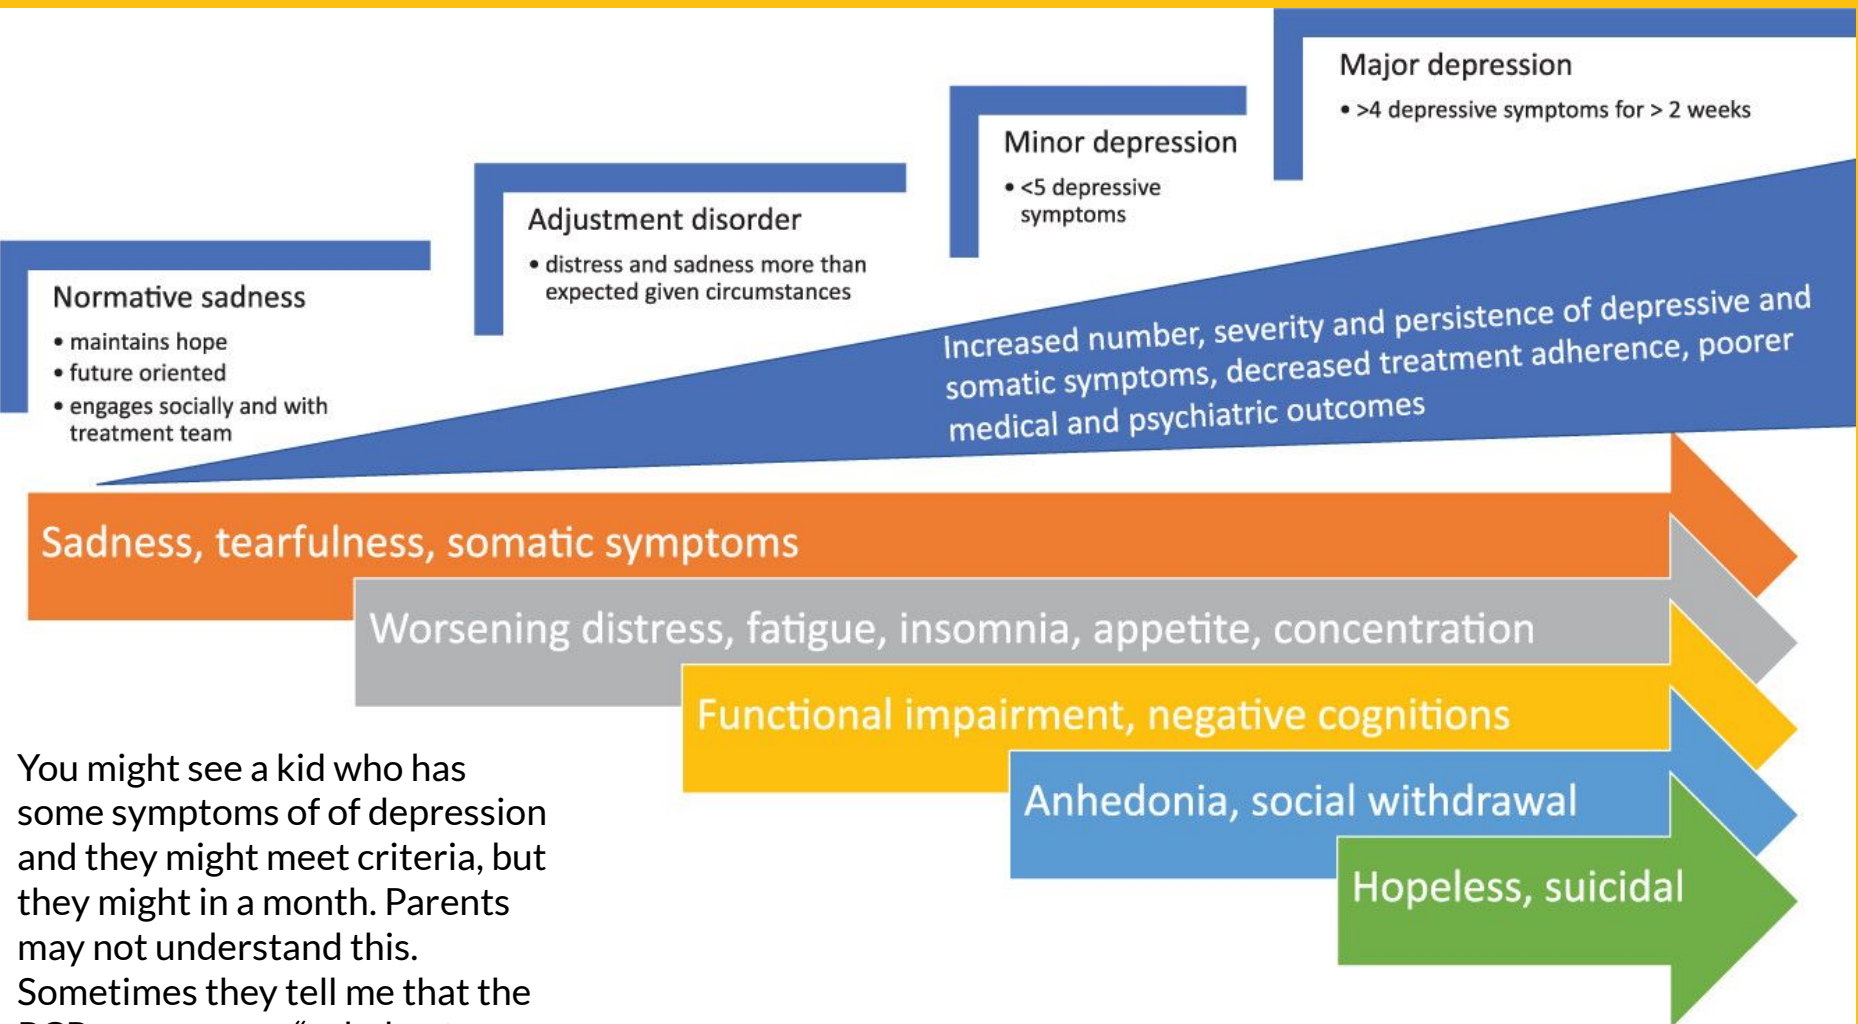 Major depression
• >4 depressive symptoms for > 2 weeks
Minor depression
• <5 depressive
symptoms
Adjustment disorder
• distress and sadness more than
expected given circumstances
Normative sadness
• maintains hope
• future oriented
• engages socially and with
treatment team
Increased number, severity and persistence of depressive and
somatic symptoms, decreased treatment adherence, poorer
medical and psychiatric outcomes
Sadness, tearfulness, somatic symptoms
Worsening distress, fatigue, insomnia, appetite, concentration
Functional impairment, negative cognitions
Anhedonia, social withdrawal
Hopeless, suicidal
You might see a kid who has
some symptoms of of depression
and they might meet criteria, but
they might in a month. Parents
may not understand this.
Sometimes they tell me that the